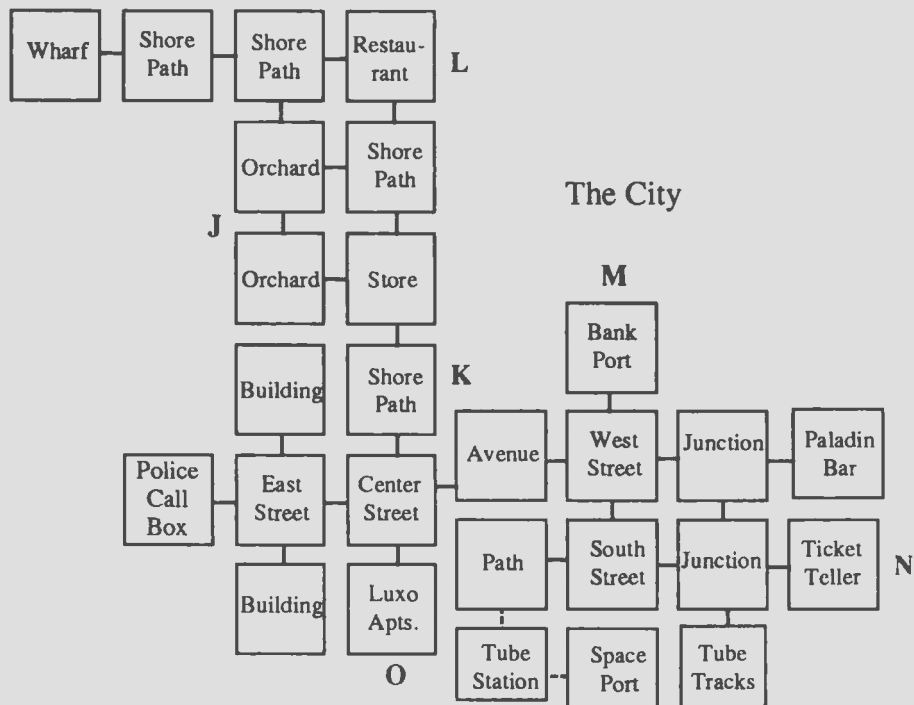 Wharf
Shore
Path
Shore
Path
Restau-
rant
L
Orchard
Shore
Path
The City
J
Orchard
Store
M
Bank
Port
Building
Shore
Path
K
Avenue
West
Street
Junction
Paladin
Bar
Police
Call
Box
East
Street
Center
Street
Path
South
Street
Junction
Ticket
Teller
N
Building
Luxo
Apts.
O
Tube
Station
Space
Port
Tube
Tracks